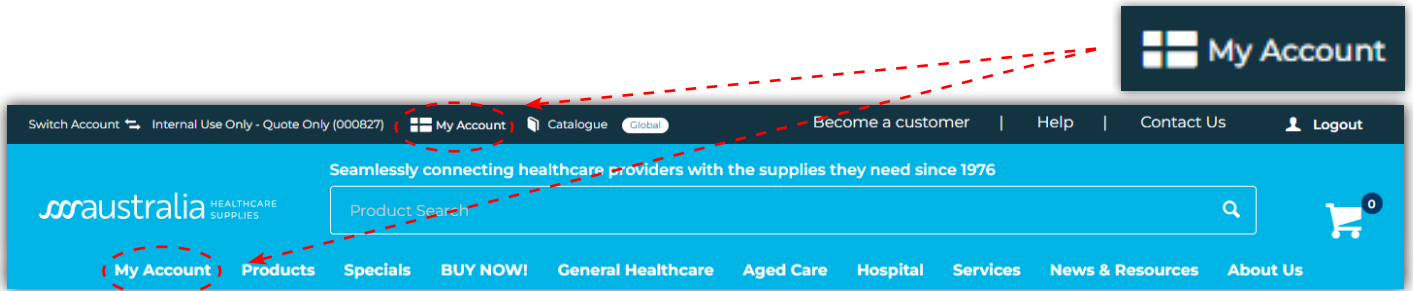 My Account
Switch Account Internal Use Only - Quote Only (000827) My Account Catalogue Global Become a customer | Help | Contact Us Logout
Seamlessly connecting healthcare providers with the supplies they need since 1976
ssaustralia HEALTHCARE SUPPLIES
Product Search
0
My Account Products Specials BUY NOW! General Healthcare Aged Care Hospital Services News & Resources About Us